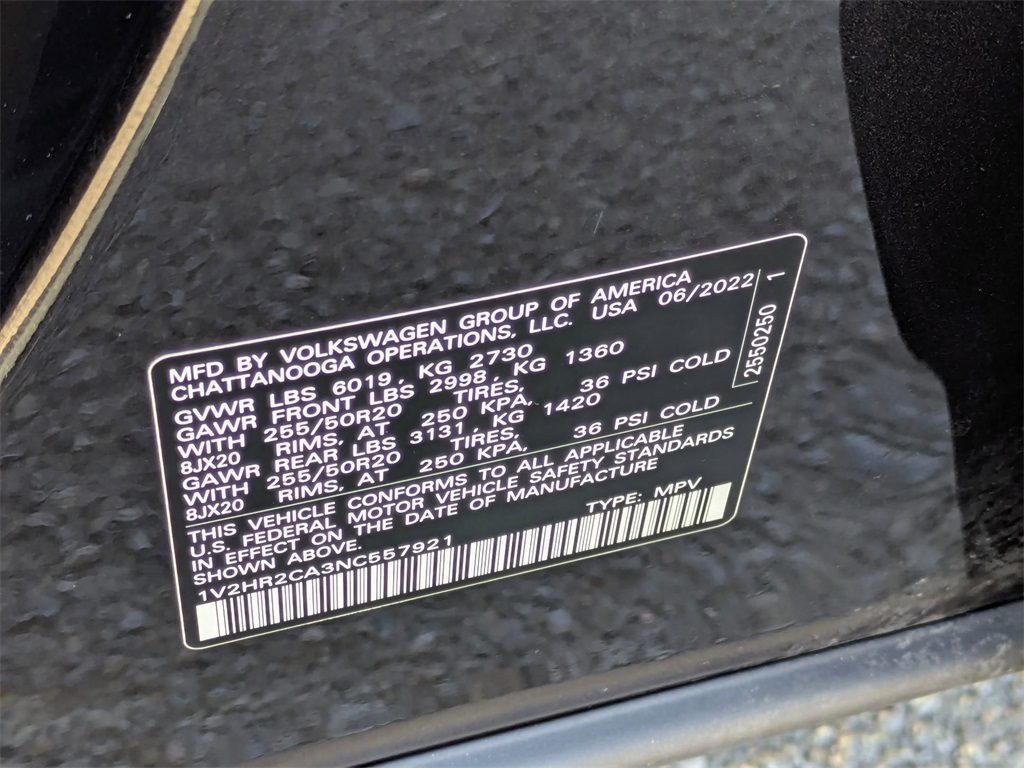 MFD BY VOLKSWAGEN GROUP OF AMERICA
CHATTANOOGA OPERATIONS, LLC. USA 06/2022
GVWR LBS 6019, KG 2730
GAWR FRONT LBS 2998, KG 1360
WITH 255/50R20 TIRES,
8JX20 RIMS, AT 250 KPA, 36 PSI COLD
GAWR REAR LBS 3131, KG 1420
WITH 255/50R20 TIRES,
8JX20 RIMS, AT 250 KPA, 36 PSI COLD
THIS VEHICLE CONFORMS TO ALL APPLICABLE
U.S. FEDERAL MOTOR VEHICLE SAFETY STANDARDS
IN EFFECT ON THE DATE OF MANUFACTURE
SHOWN ABOVE.
1V2HR2CA3NC557921 TYPE: MPV
2550250 1